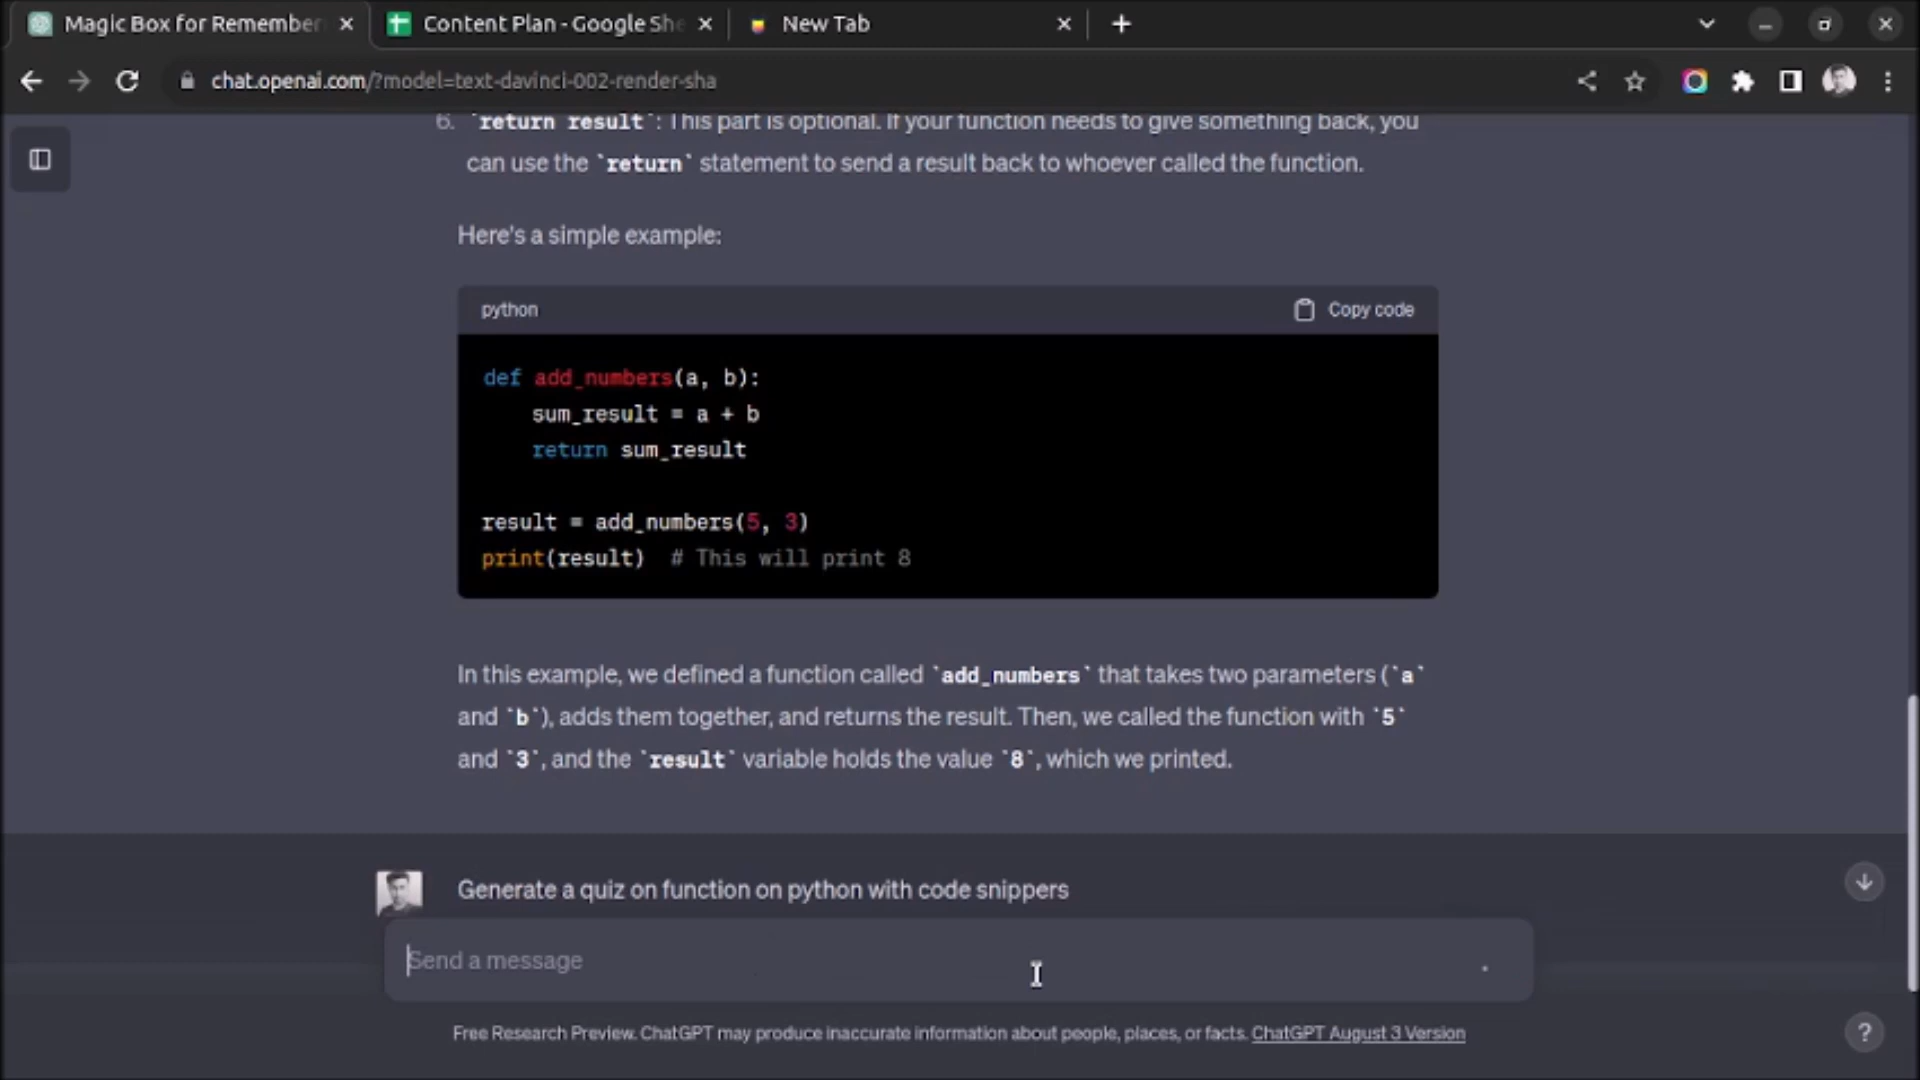 Magic Box for Remember
Content Plan - Google She
New Tab
chat.openai.com/?model=text-davinci-002-render-sha
6. `return result`: This part is optional. If your function needs to give something back, you
can use the `return` statement to send a result back to whoever called the function.
Here's a simple example:
python
Copy code
def add_numbers(a, b):
    sum_result = a + b
    return sum_result
result = add_numbers(5, 3)
print(result)  # This will print 8
In this example, we defined a function called `add_numbers` that takes two parameters (`a`
and `b`), adds them together, and returns the result. Then, we called the function with `5`
and `3`, and the `result` variable holds the value `8`, which we printed.
Generate a quiz on function on python with code snippers
Send a message
Free Research Preview. ChatGPT may produce inaccurate information about people, places, or facts. ChatGPT August 3 Version
?